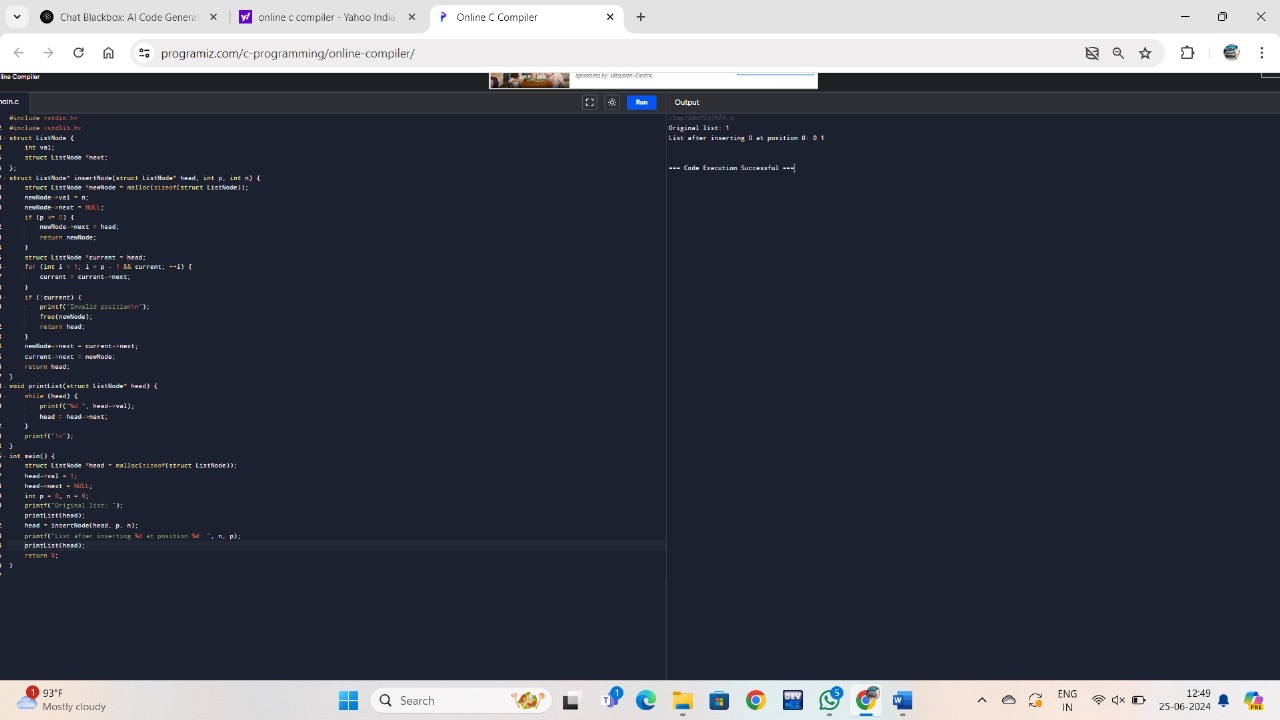 Chat Blackbox: AI Code Generat
online c compiler - Yahoo India
Online C Compiler
programiz.com/c-programming/online-compiler/
line Compiler
sponsored by: Mitsubishi Electric
main.c
Run
Output
#include <stdio.h>
#include <stdlib.h>
struct ListNode {
int val;
struct ListNode *next;
};
struct ListNode* insertNode(struct ListNode* head, int p, int n) {
struct ListNode *newNode = malloc(sizeof(struct ListNode));
newNode->val = n;
newNode->next = NULL;
if (p <= 0) {
newNode->next = head;
return newNode;
}
struct ListNode *current = head;
for (int i = 1; i < p - 1 && current; ++i) {
current = current->next;
}
if (!current) {
printf("Invalid position\n");
free(newNode);
return head;
}
newNode->next = current->next;
current->next = newNode;
return head;
}
void printList(struct ListNode* head) {
while (head) {
printf("%d ", head->val);
head = head->next;
}
printf("\n");
}
int main() {
struct ListNode *head = malloc(sizeof(struct ListNode));
head->val = 1;
head->next = NULL;
int p = 0, n = 0;
printf("Original list: ");
printList(head);
head = insertNode(head, p, n);
printf("List after inserting %d at position %d: ", n, p);
printList(head);
return 0;
}
Original list: 1
List after inserting 0 at position 0: 0 1
=== Code Execution Successful ===
1
93°F
Mostly cloudy
Search
1
DEV
5
W
ENG
IN
12:49
25-06-2024
PRE